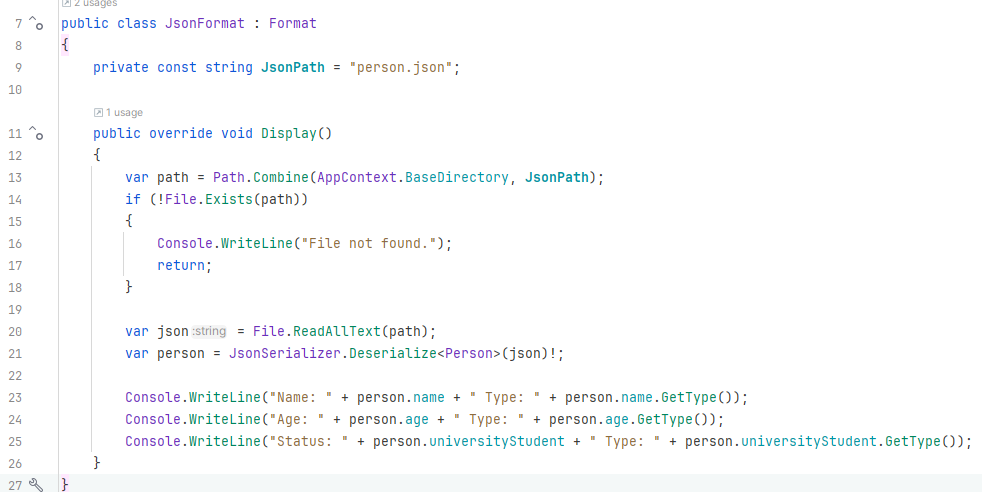 2 usages
7 public class JsonFormat : Format
8 {
9 private const string JsonPath = "person.json";
10
1 usage
11 public override void Display()
12 {
13 var path = Path.Combine(AppContext.BaseDirectory, JsonPath);
14 if (!File.Exists(path))
15 {
16 Console.WriteLine("File not found.");
17 return;
18 }
19
20 var json :string = File.ReadAllText(path);
21 var person = JsonSerializer.Deserialize<Person>(json)!;
22
23 Console.WriteLine("Name: " + person.name + " Type: " + person.name.GetType());
24 Console.WriteLine("Age: " + person.age + " Type: " + person.age.GetType());
25 Console.WriteLine("Status: " + person.universityStudent + " Type: " + person.universityStudent.GetType());
26 }
27 }